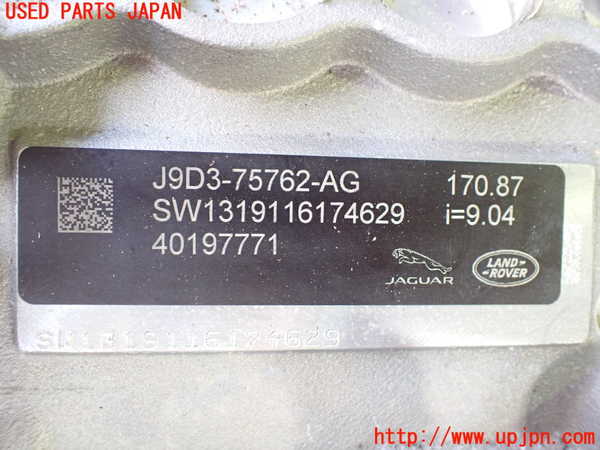 USED PARTS JAPAN
J9D3-75762-AG 170.87
SW1319116174629 i=9.04
40197771
JAGUAR
LAND
ROVER
SW1319116174629
http://www.upjpn.com/